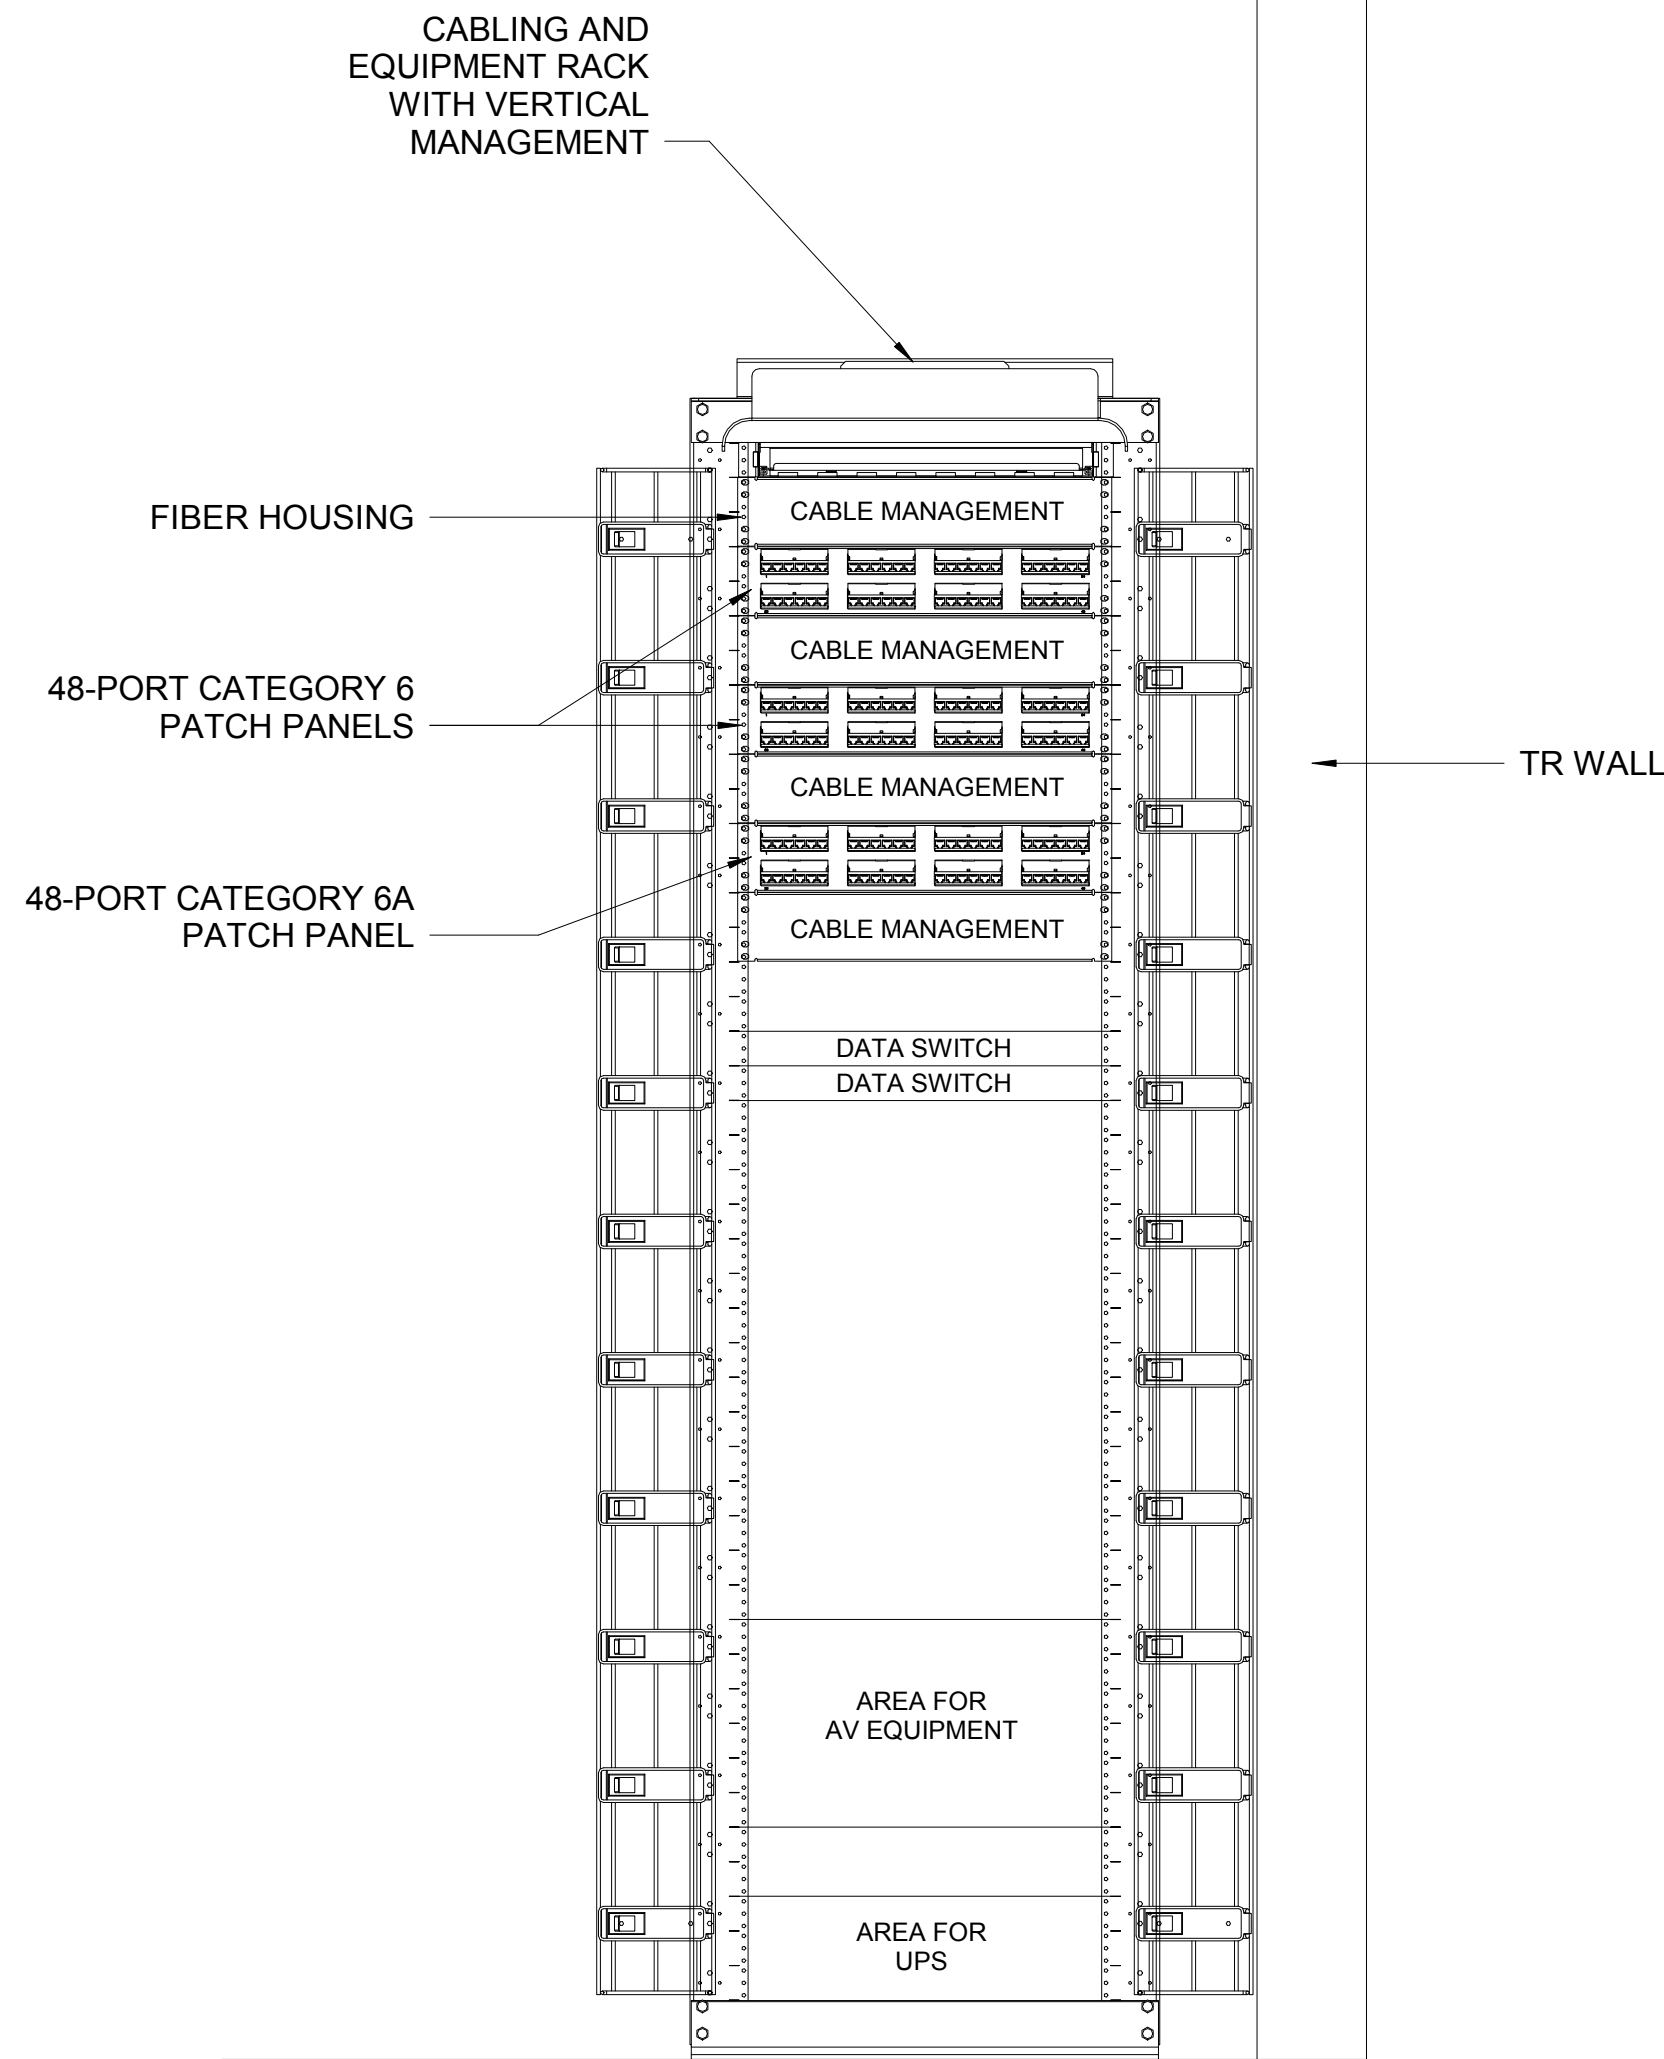 CABLING AND
EQUIPMENT RACK
WITH VERTICAL
MANAGEMENT
FIBER HOUSING
CABLE MANAGEMENT
CABLE MANAGEMENT
48-PORT CATEGORY 6
PATCH PANELS
TR WALL
CABLE MANAGEMENT
48-PORT CATEGORY 6A
PATCH PANEL
CABLE MANAGEMENT
DATA SWITCH
DATA SWITCH
AREA FOR
AV EQUIPMENT
AREA FOR
UPS